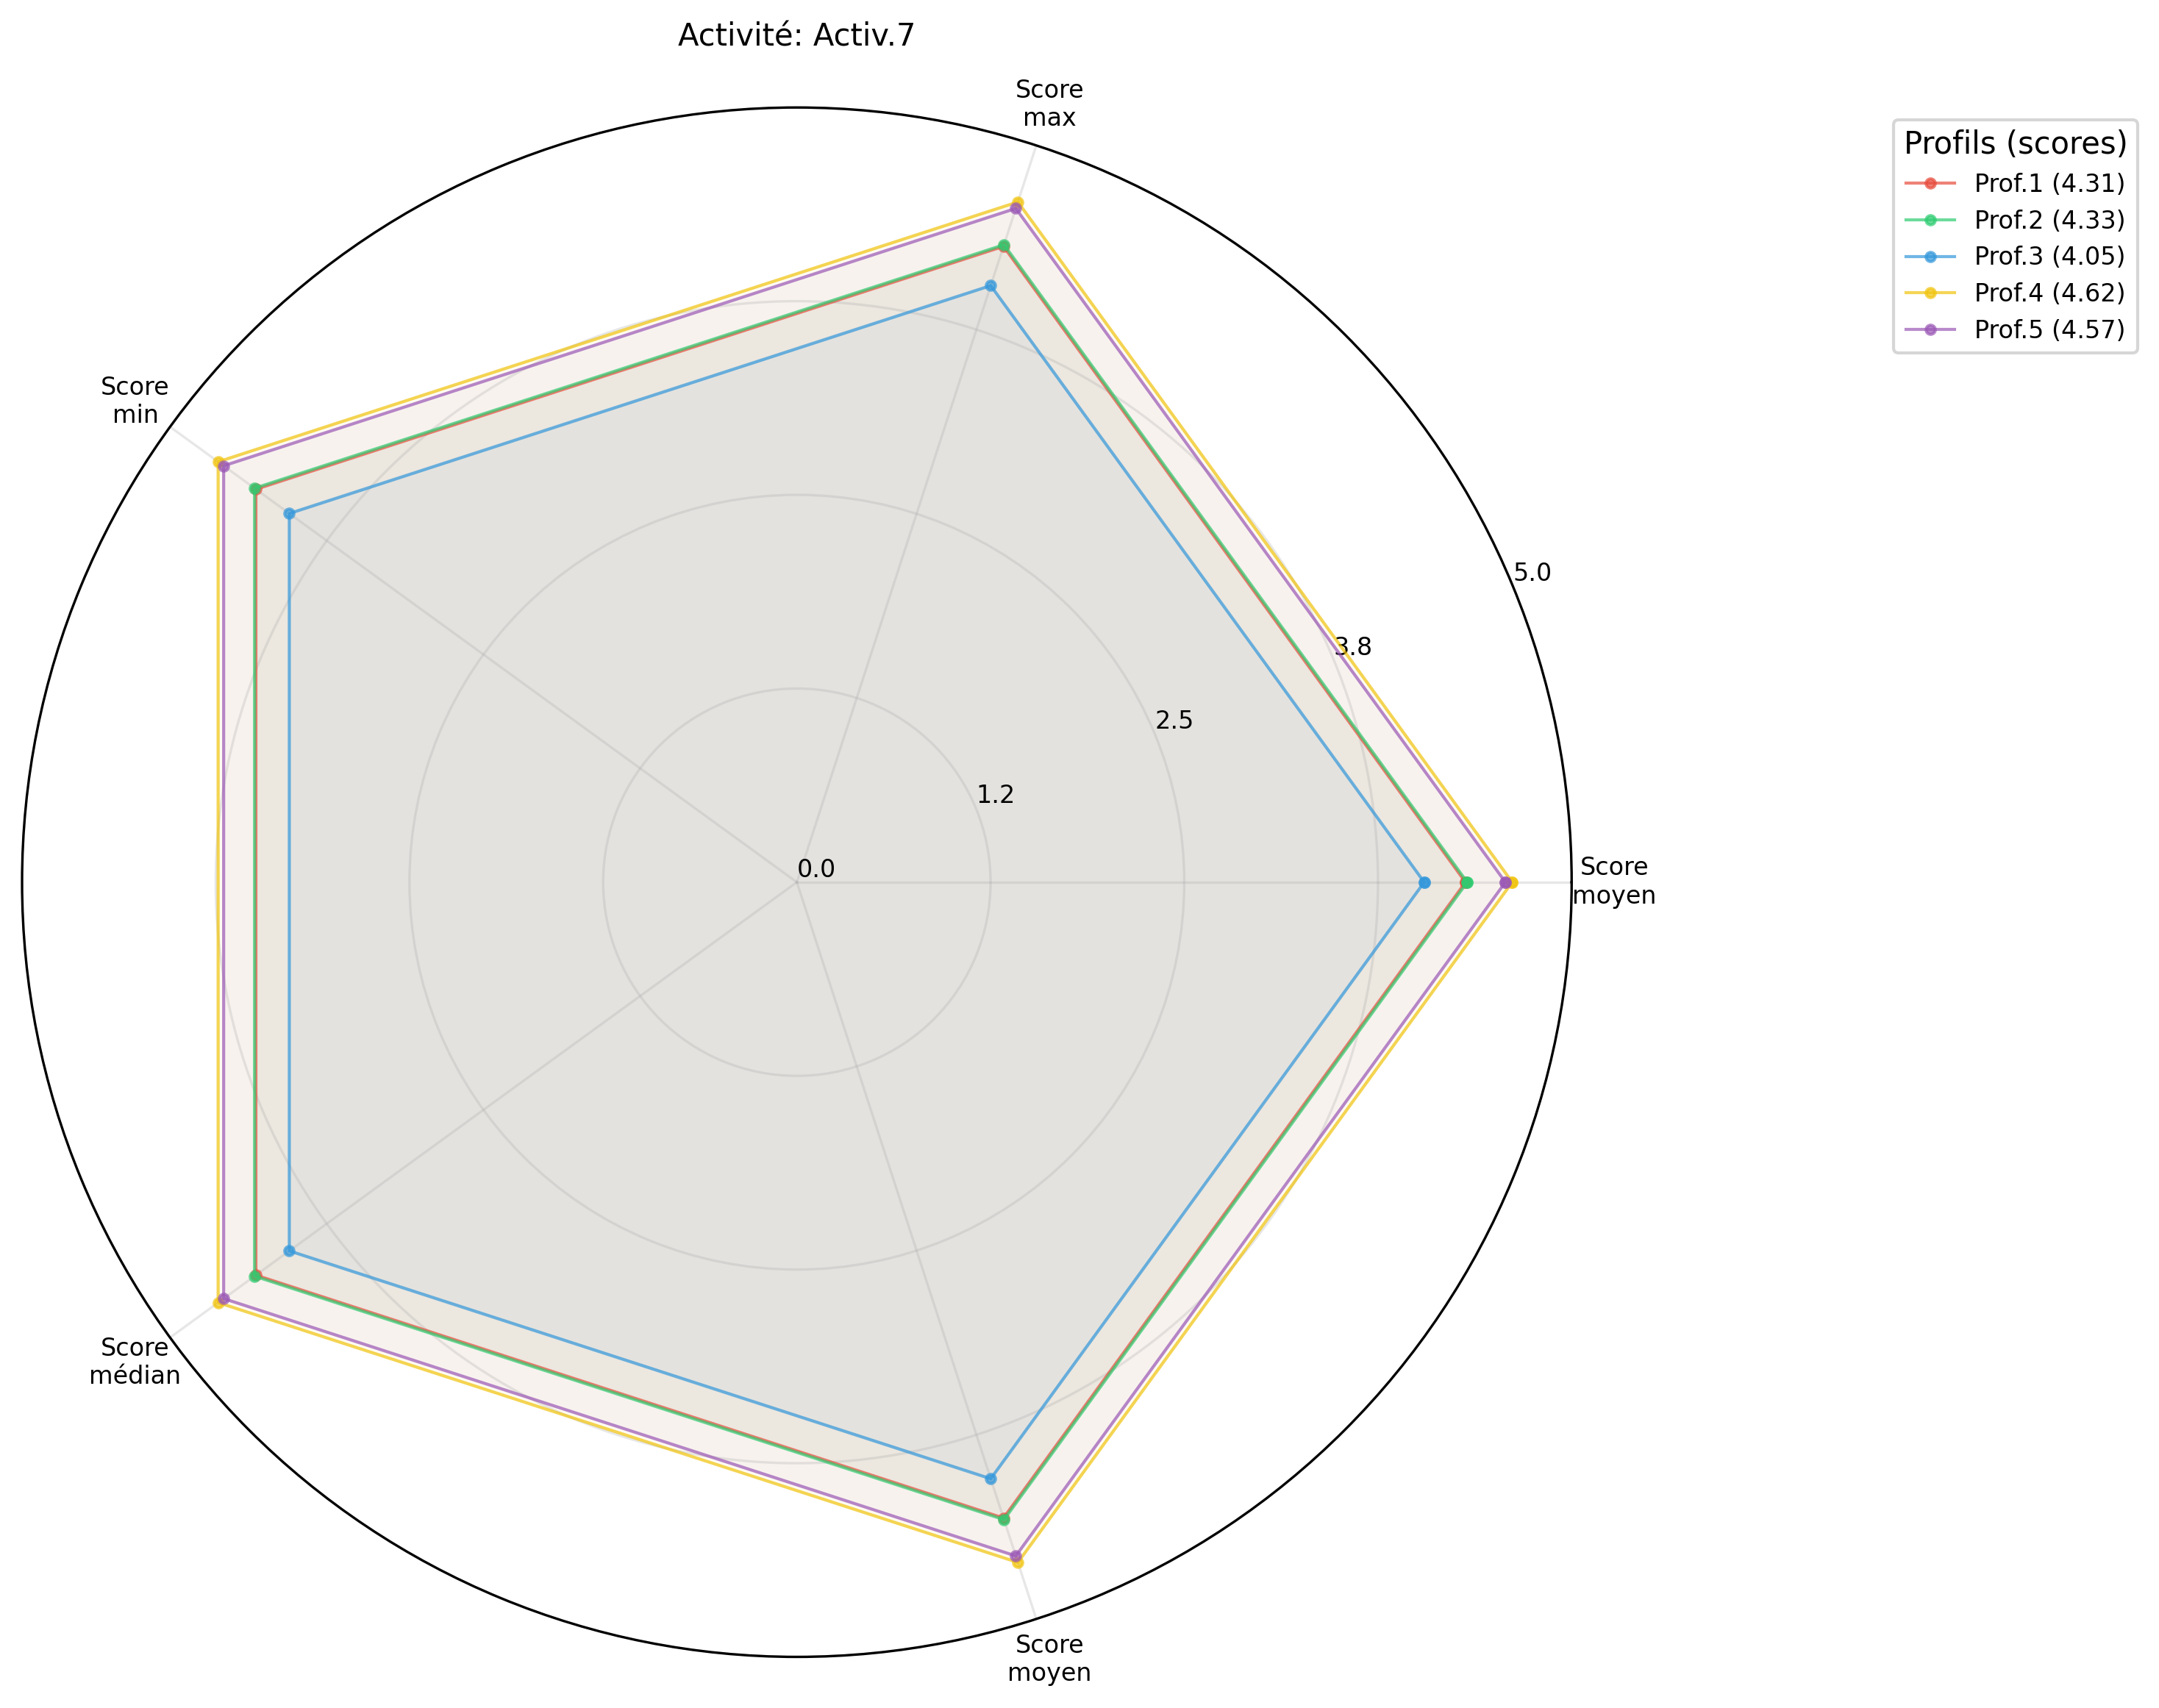 Activité: Activ.7
Score
max
Profils (scores)
Prof.1 (4.31)
Prof.2 (4.33)
Prof.3 (4.05)
Prof.4 (4.62)
Prof.5 (4.57)
Score
min
5.0
3.8
2.5
1.2
0.0
Score
moyen
Score
médian
Score
moyen